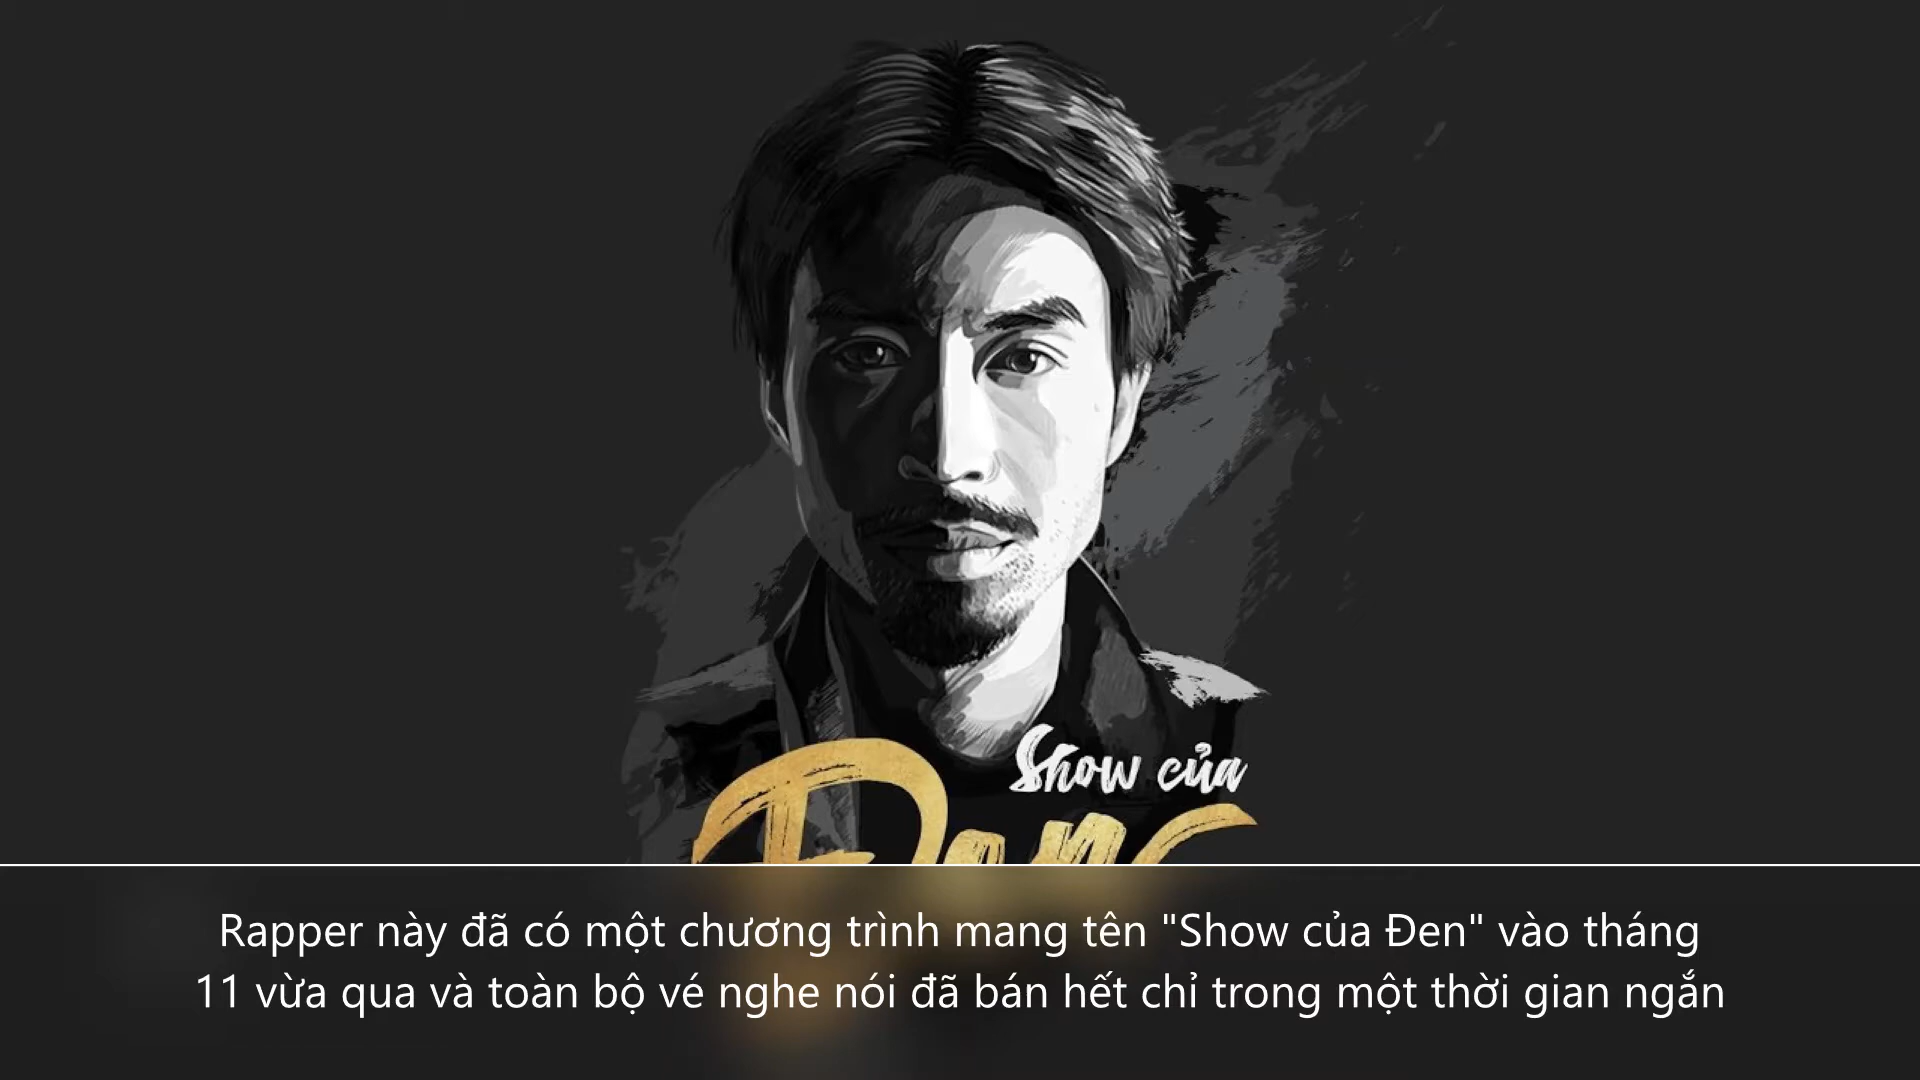 Show của
Đen
Rapper này đã có một chương trình mang tên "Show của Đen" vào tháng
11 vừa qua và toàn bộ vé nghe nói đã bán hết chỉ trong một thời gian ngắn